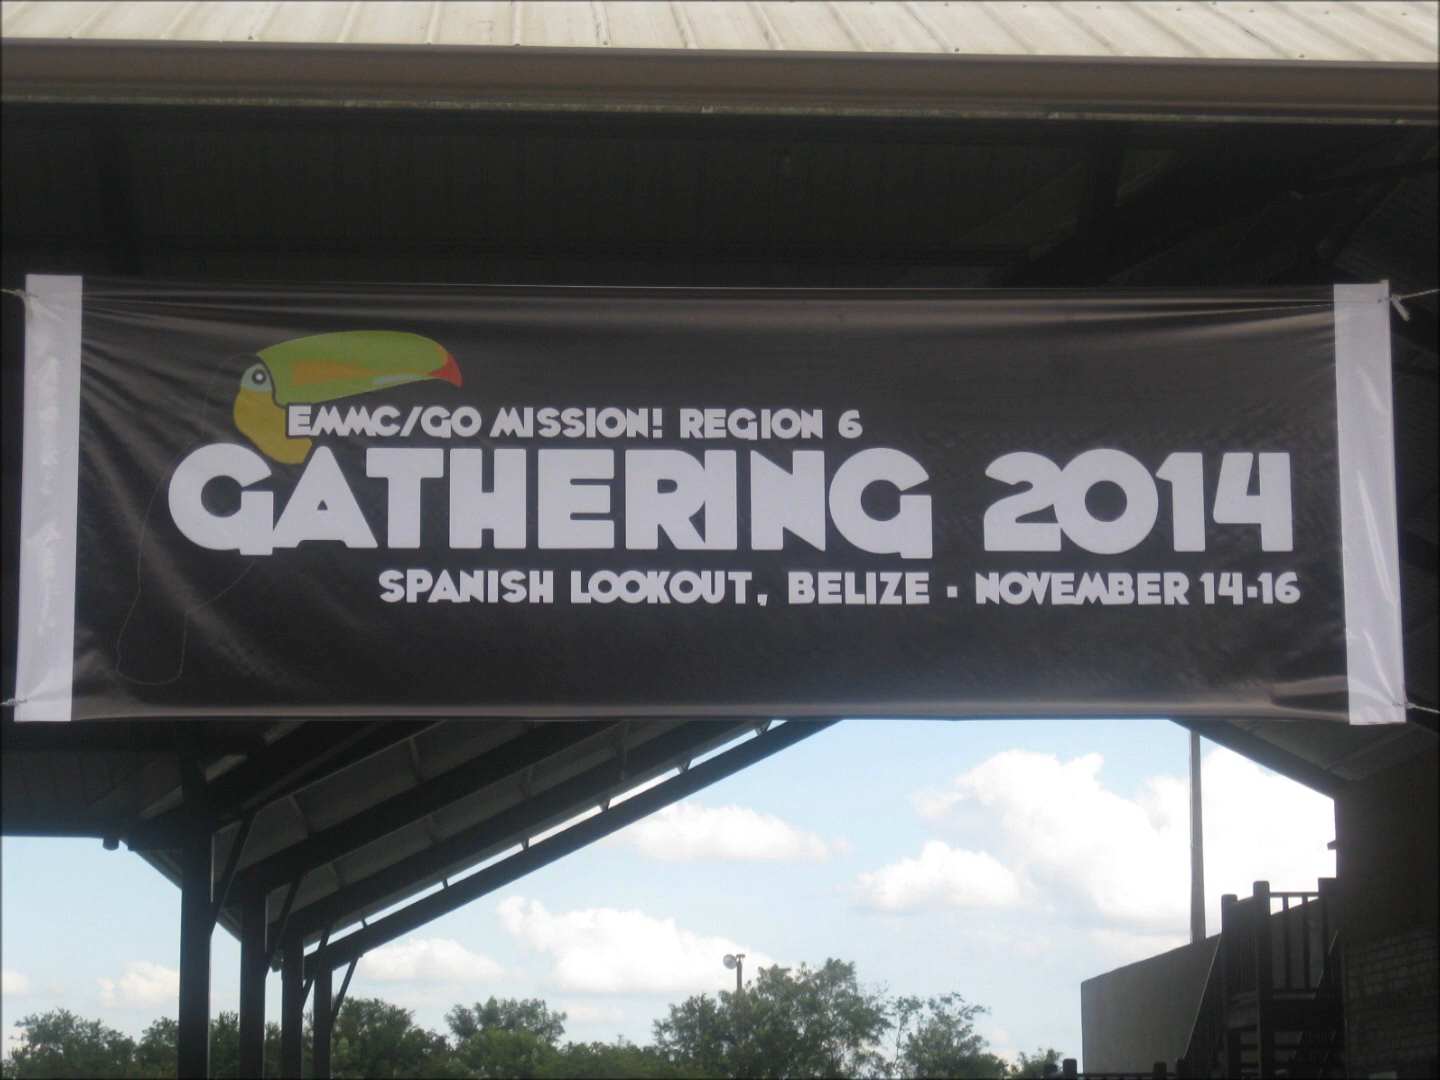 EMMC/GO MISSION! REGION 6
GATHERING 2014
SPANISH LOOKOUT, BELIZE · NOVEMBER 14-16